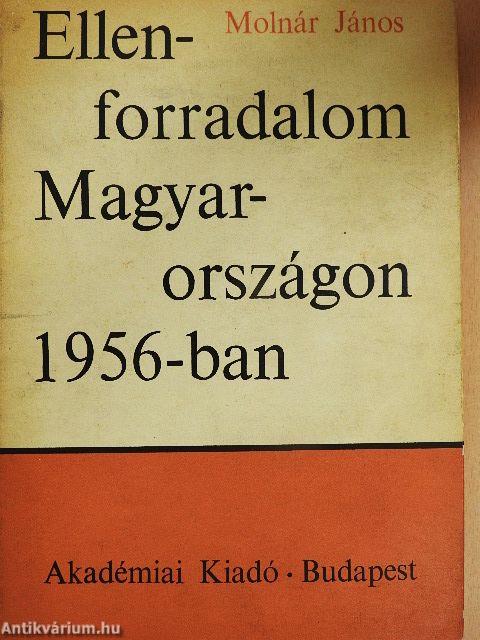 Molnár János
Ellen-
forradalom
Magyar-
országon
1956-ban
Akadémiai Kiadó • Budapest
Antikvárium.hu